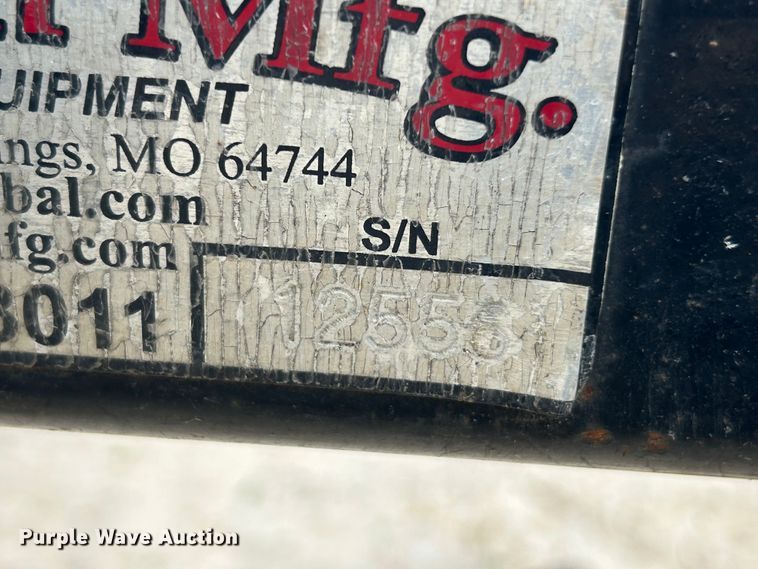 Mfg.
UIPMENT
ngs, MO 64744
bal.com
fg.com
S/N
3011
Purple Wave Auction